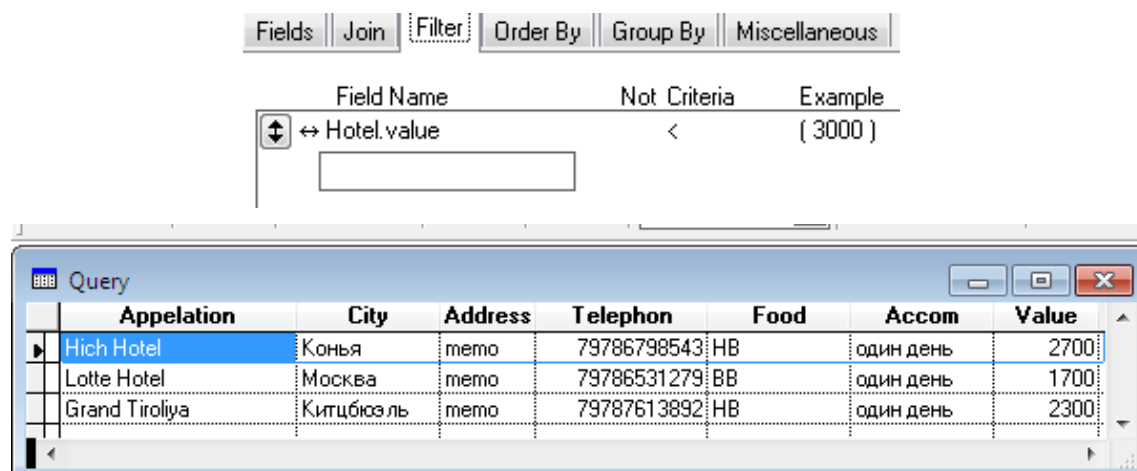 Fields Join Filter Order By Group By Miscellaneous
Field Name Not Criteria Example
Hotel.value < ( 3000 )
Query
Appelation City Address Telephon Food Accom Value
Hich Hotel Конья memo 79786798543 HB один день 2700
Lotte Hotel Москва memo 79786531279 BB один день 1700
Grand Tiroliya Китцбюэль memo 79787613892 HB один день 2300